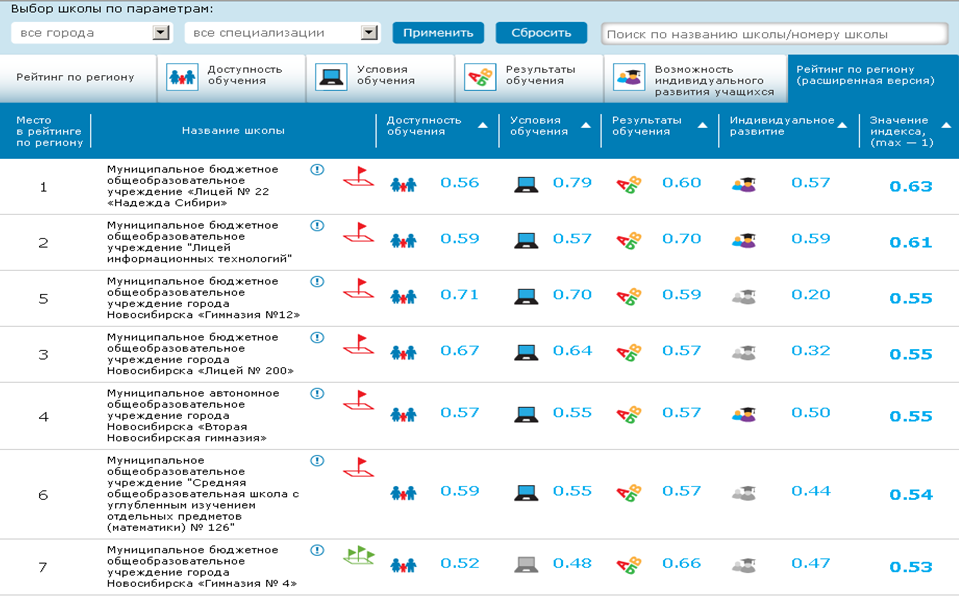 Выбор школы по параметрам:
все города
все специализации
Применить
Сбросить
Поиск по названию школы/номеру школы
Рейтинг по региону
Доступность
обучения
Условия
обучения
Результаты
обучения
Возможность
индивидуального
развития учащихся
Рейтинг по региону
(расширенная версия)
Место
в рейтинге
по региону
Название школы
Доступность
обучения
Условия
обучения
Результаты
обучения
Индивидуальное
развитие
Значение
индекса,
(max — 1)
1
Муниципальное бюджетное
общеобразовательное
учреждение «Лицей № 22
«Надежда Сибири»
0.56
0.79
0.60
0.57
0.63
2
Муниципальное бюджетное
общеобразовательное
учреждение "Лицей
информационных технологий"
0.59
0.57
0.70
0.59
0.61
5
Муниципальное бюджетное
общеобразовательное
учреждение города
Новосибирска «Гимназия №12»
0.71
0.70
0.59
0.20
0.55
3
Муниципальное бюджетное
общеобразовательное
учреждение города
Новосибирска «Лицей № 200»
0.67
0.64
0.57
0.32
0.55
4
Муниципальное автономное
общеобразовательное
учреждение города
Новосибирска «Вторая
Новосибирская гимназия»
0.57
0.55
0.57
0.50
0.55
6
Муниципальное
общеобразовательное
учреждение "Средняя
общеобразовательная школа с
углубленным изучением
отдельных предметов
(математики) № 126"
0.59
0.55
0.57
0.44
0.54
7
Муниципальное бюджетное
общеобразовательное
учреждение города
Новосибирска «Гимназия № 4»
0.52
0.48
0.66
0.47
0.53